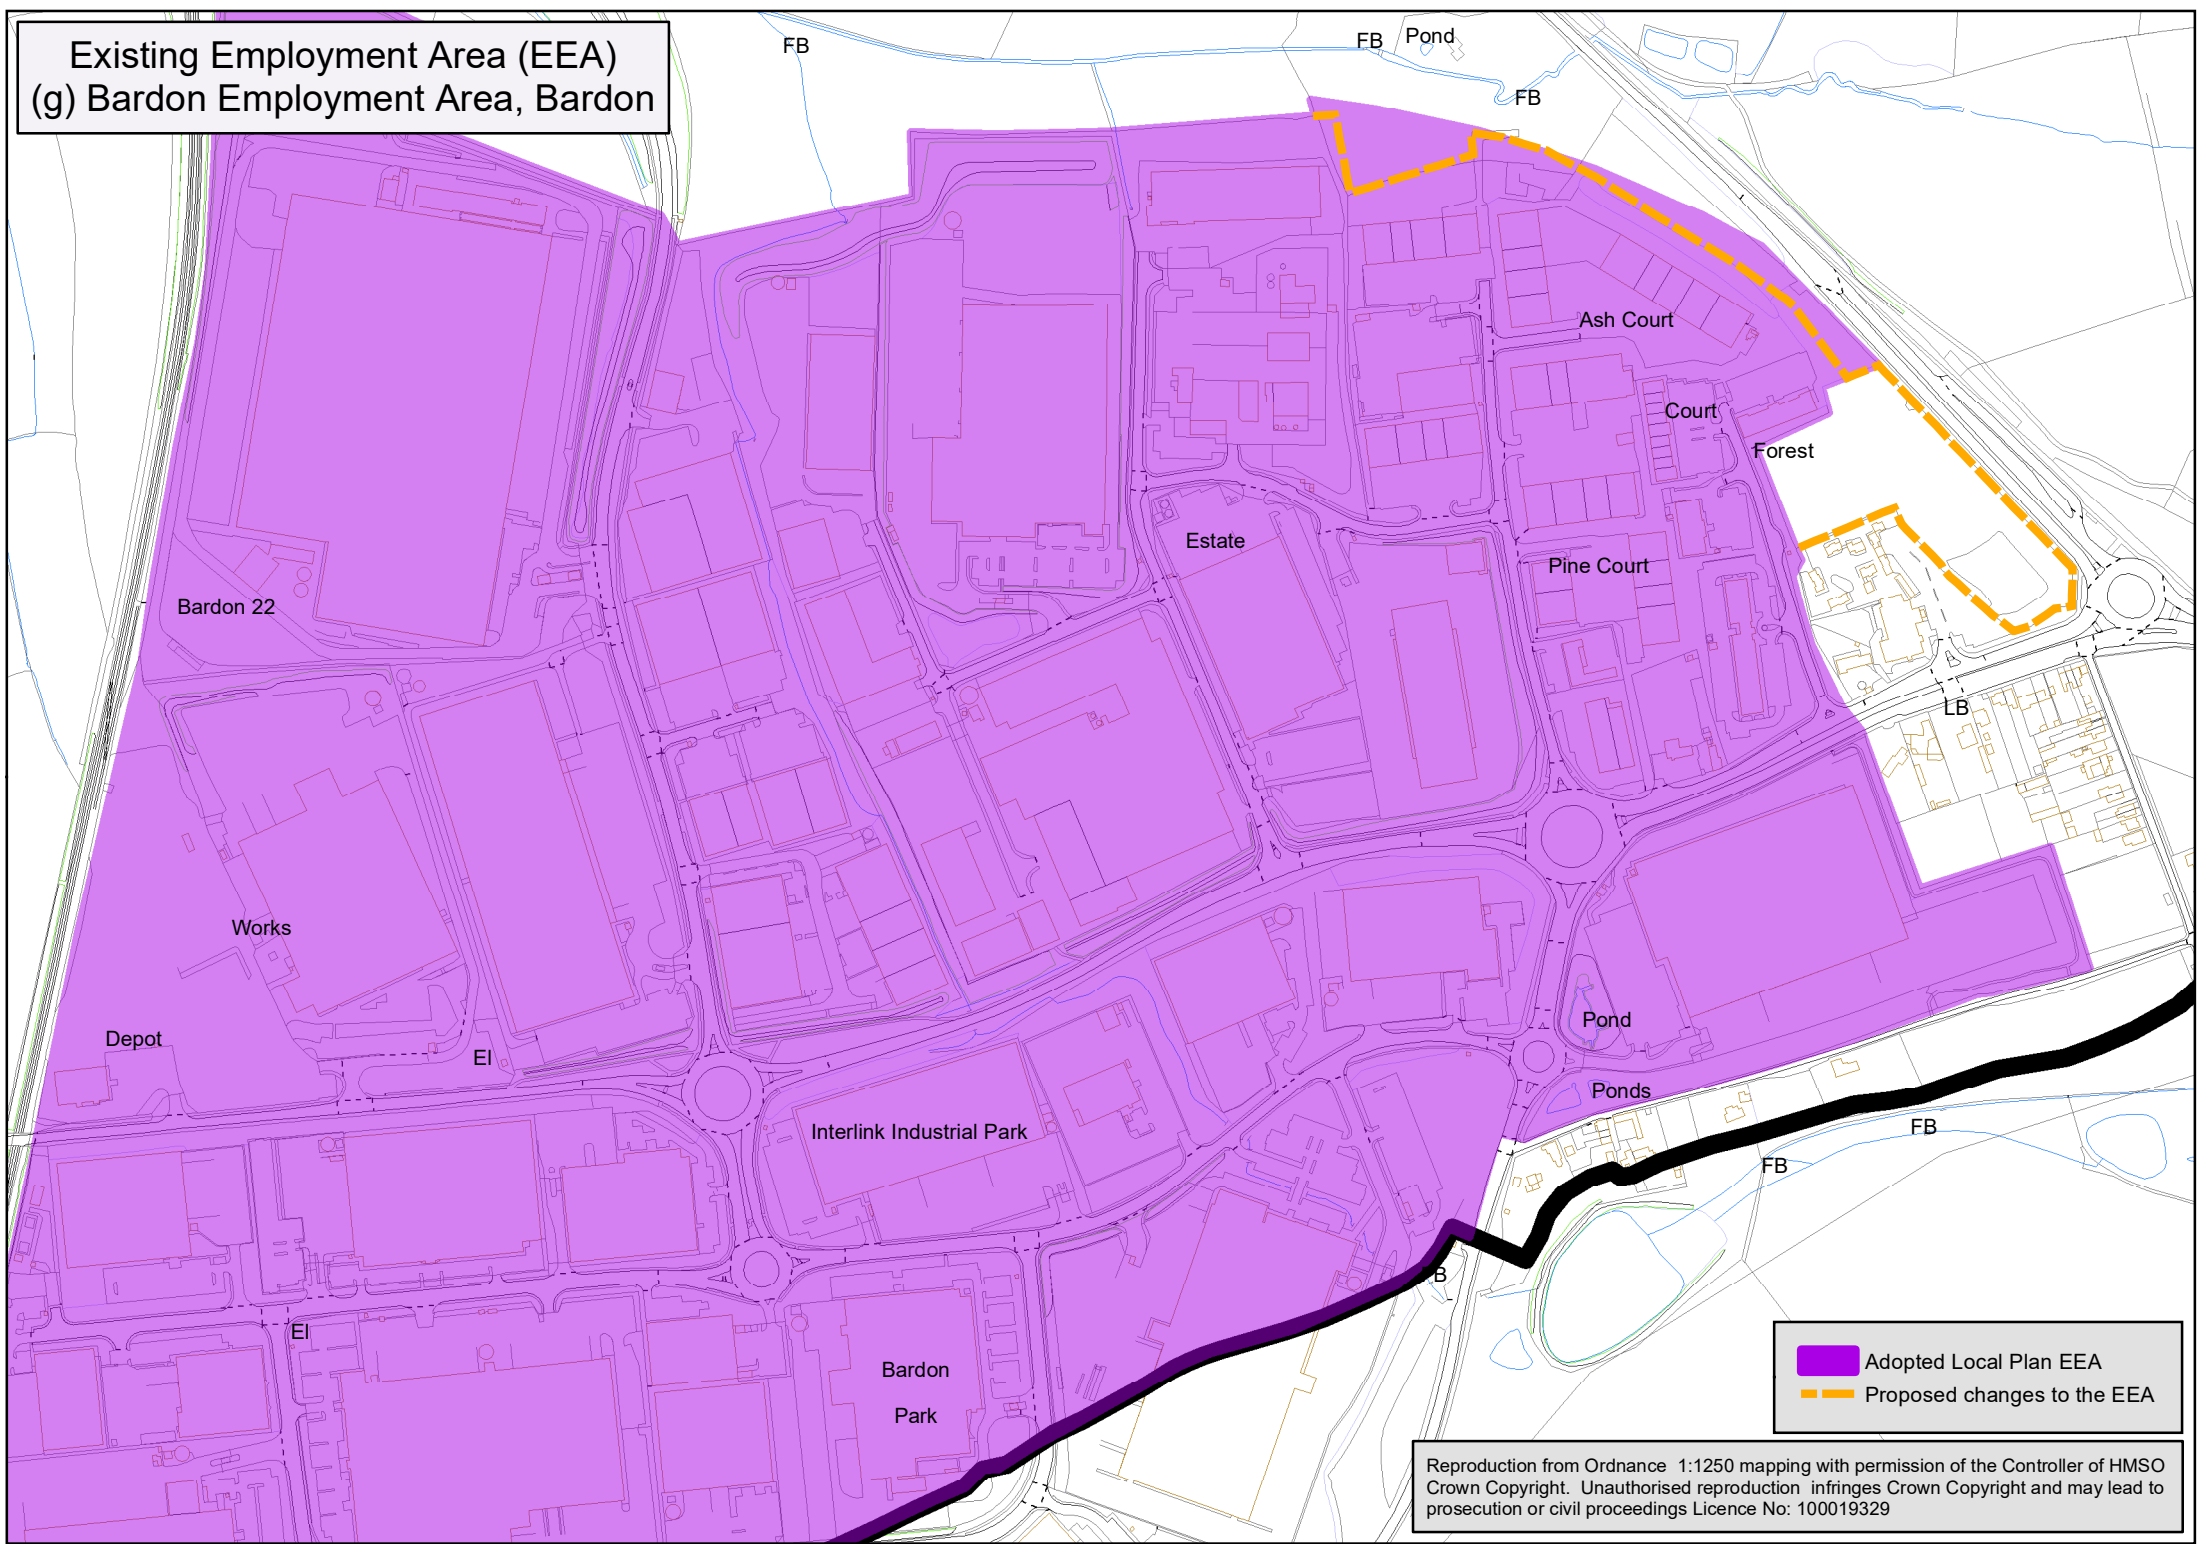 Existing Employment Area (EEA)
(g) Bardon Employment Area, Bardon
FB
FB
Pond
FB
Ash Court
Court
Forest
Estate
Pine Court
Bardon 22
LB
Works
Pond
Depot
El
Ponds
Interlink Industrial Park
FB
FB
B
El
Bardon
Park
Adopted Local Plan EEA
Proposed changes to the EEA
Reproduction from Ordnance 1:1250 mapping with permission of the Controller of HMSO
Crown Copyright. Unauthorised reproduction infringes Crown Copyright and may lead to
prosecution or civil proceedings Licence No: 100019329